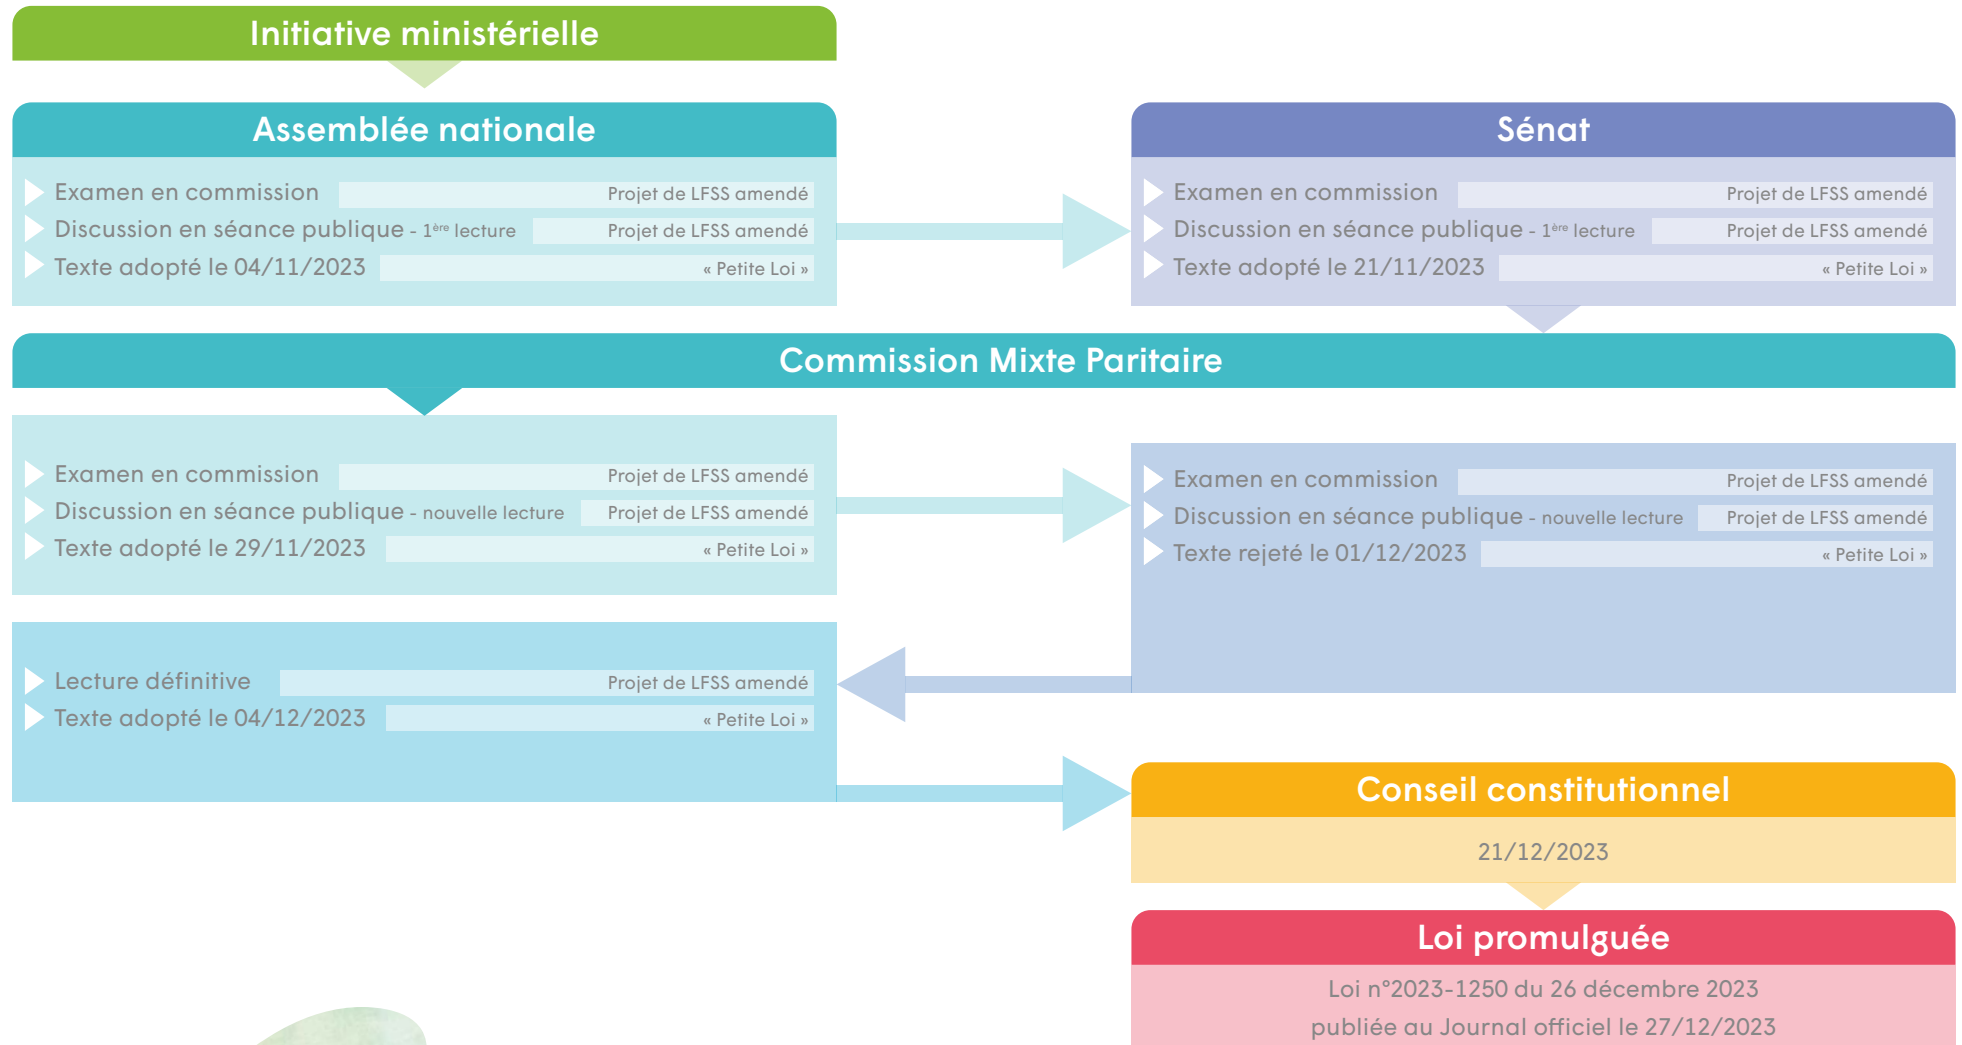 Initiative ministérielle
Assemblée nationale
Examen en commission Projet de LFSS amendé
Discussion en séance publique - 1ère lecture Projet de LFSS amendé
Texte adopté le 04/11/2023 « Petite Loi »
Sénat
Examen en commission Projet de LFSS amendé
Discussion en séance publique - 1ère lecture Projet de LFSS amendé
Texte adopté le 21/11/2023 « Petite Loi »
Commission Mixte Paritaire
Examen en commission Projet de LFSS amendé
Discussion en séance publique - nouvelle lecture Projet de LFSS amendé
Texte adopté le 29/11/2023 « Petite Loi »
Examen en commission Projet de LFSS amendé
Discussion en séance publique - nouvelle lecture Projet de LFSS amendé
Texte rejeté le 01/12/2023 « Petite Loi »
Lecture définitive Projet de LFSS amendé
Texte adopté le 04/12/2023 « Petite Loi »
Conseil constitutionnel
21/12/2023
Loi promulguée
Loi n°2023-1250 du 26 décembre 2023
publiée au Journal officiel le 27/12/2023